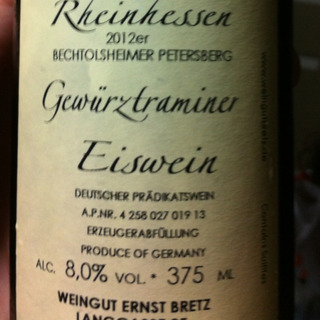 Rheinhessen
2012er
BECHTOLSHEIMER PETERSBERG
Gewürztraminer
Eiswein
DEUTSCHER PRÄDIKATSWEIN
A.P.NR. 4 258 027 019 13
ERZEUGERABFÜLLUNG
PRODUCE OF GERMANY
ALC. 8,0% VOL. • 375 ML
WEINGUT ERNST BRETZ